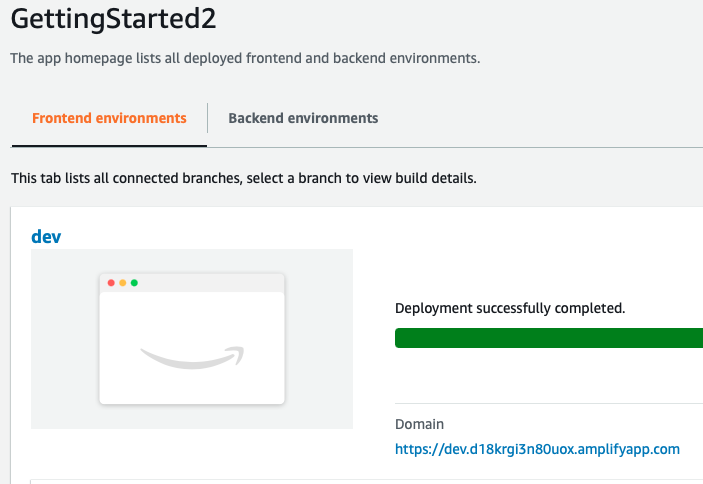 GettingStarted2
The app homepage lists all deployed frontend and backend environments.
Frontend environments
Backend environments
This tab lists all connected branches, select a branch to view build details.
dev
Deployment successfully completed.
Domain
https://dev.d18krgi3n80uox.amplifyapp.com